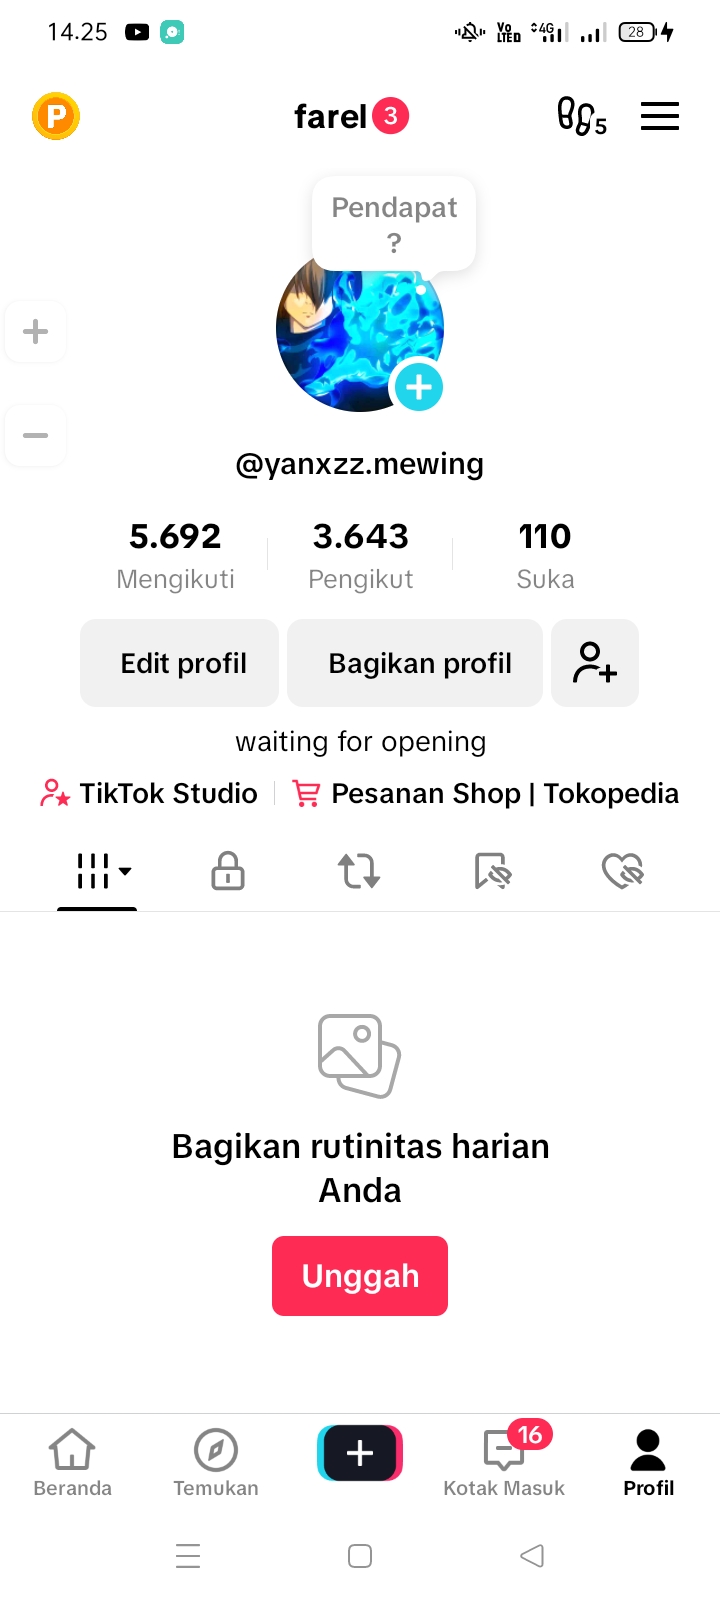 14.25
Vo
LTE
4G
28
P
farel 3
5
Pendapat
?
@yanxzz.mewing
5.692 3.643 110
Mengikuti Pengikut Suka
Edit profil Bagikan profil
waiting for opening
TikTok Studio Pesanan Shop | Tokopedia
Bagikan rutinitas harian
Anda
Unggah
16
Beranda Temukan Kotak Masuk Profil